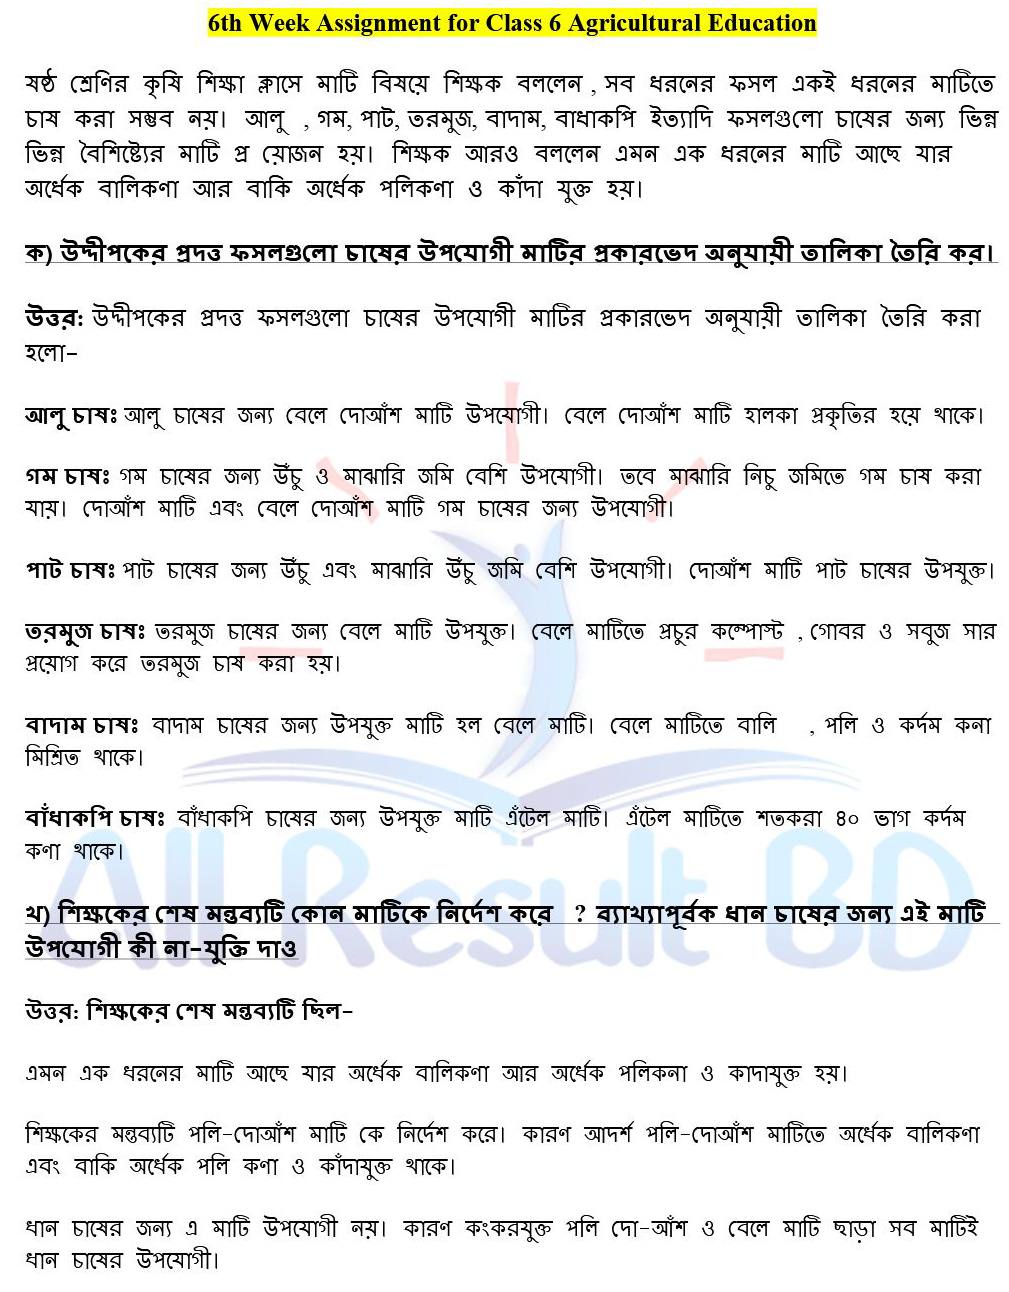 6th Week Assignment for Class 6 Agricultural Education
ষষ্ঠ শ্রেণির কৃষি শিক্ষা ক্লাসে মাটি বিষয়ে শিক্ষক বললেন , সব ধরনের ফসল একই ধরনের মাটিতে
চাষ করা সম্ভব নয়। আলু , গম, পাট, তরমুজ, বাদাম, বাধাকপি ইত্যাদি ফসলগুলো চাষের জন্য ভিন্ন
ভিন্ন বৈশিষ্ট্যের মাটি প্র য়োজন হয়। শিক্ষক আরও বললেন এমন এক ধরনের মাটি আছে যার
অর্ধেক বালিকণা আর বাকি অর্ধেক পলিকণা ও কাঁদা যুক্ত হয়।
ক) উদ্দীপকের প্রদত্ত ফসলগুলো চাষের উপযোগী মাটির প্রকারভেদ অনুযায়ী তালিকা তৈরি কর।
উত্তর: উদ্দীপকের প্রদত্ত ফসলগুলো চাষের উপযোগী মাটির প্রকারভেদ অনুযায়ী তালিকা তৈরি করা
হলো-
আলু চাষঃ আলু চাষের জন্য বেলে দোআঁশ মাটি উপযোগী। বেলে দোআঁশ মাটি হালকা প্রকৃতির হয়ে থাকে।
গম চাষঃ গম চাষের জন্য উঁচু ও মাঝারি জমি বেশি উপযোগী। তবে মাঝারি নিচু জমিতে গম চাষ করা
যায়। দোআঁশ মাটি এবং বেলে দোআঁশ মাটি গম চাষের জন্য উপযোগী।
পাট চাষঃ পাট চাষের জন্য উঁচু এবং মাঝারি উঁচু জমি বেশি উপযোগী। দোআঁশ মাটি পাট চাষের উপযুক্ত।
তরমুজ চাষঃ তরমুজ চাষের জন্য বেলে মাটি উপযুক্ত। বেলে মাটিতে প্রচুর কম্পোস্ট , গোবর ও সবুজ সার
প্রয়োগ করে তরমুজ চাষ করা হয়।
বাদাম চাষঃ বাদাম চাষের জন্য উপযুক্ত মাটি হল বেলে মাটি। বেলে মাটিতে বালি , পলি ও কর্দম কনা
মিশ্রিত থাকে।
বাঁধাকপি চাষঃ বাঁধাকপি চাষের জন্য উপযুক্ত মাটি এঁটেল মাটি। এঁটেল মাটিতে শতকরা ৪০ ভাগ কর্দম
কণা থাকে।
All Result BD
খ) শিক্ষকের শেষ মন্তব্যটি কোন মাটিকে নির্দেশ করে ? ব্যাখ্যাপূর্বক ধান চাষের জন্য এই মাটি
উপযোগী কী না-যুক্তি দাও
উত্তর: শিক্ষকের শেষ মন্তব্যটি ছিল-
এমন এক ধরনের মাটি আছে যার অর্ধেক বালিকণা আর অর্ধেক পলিকনা ও কাদাযুক্ত হয়।
শিক্ষকের মন্তব্যটি পলি-দোআঁশ মাটি কে নির্দেশ করে। কারণ আদর্শ পলি-দোআঁশ মাটিতে অর্ধেক বালিকণা
এবং বাকি অর্ধেক পলি কণা ও কাঁদাযুক্ত থাকে।
ধান চাষের জন্য এ মাটি উপযোগী নয়। কারণ কংকরযুক্ত পলি দো-আঁশ ও বেলে মাটি ছাড়া সব মাটিই
ধান চাষের উপযোগী।